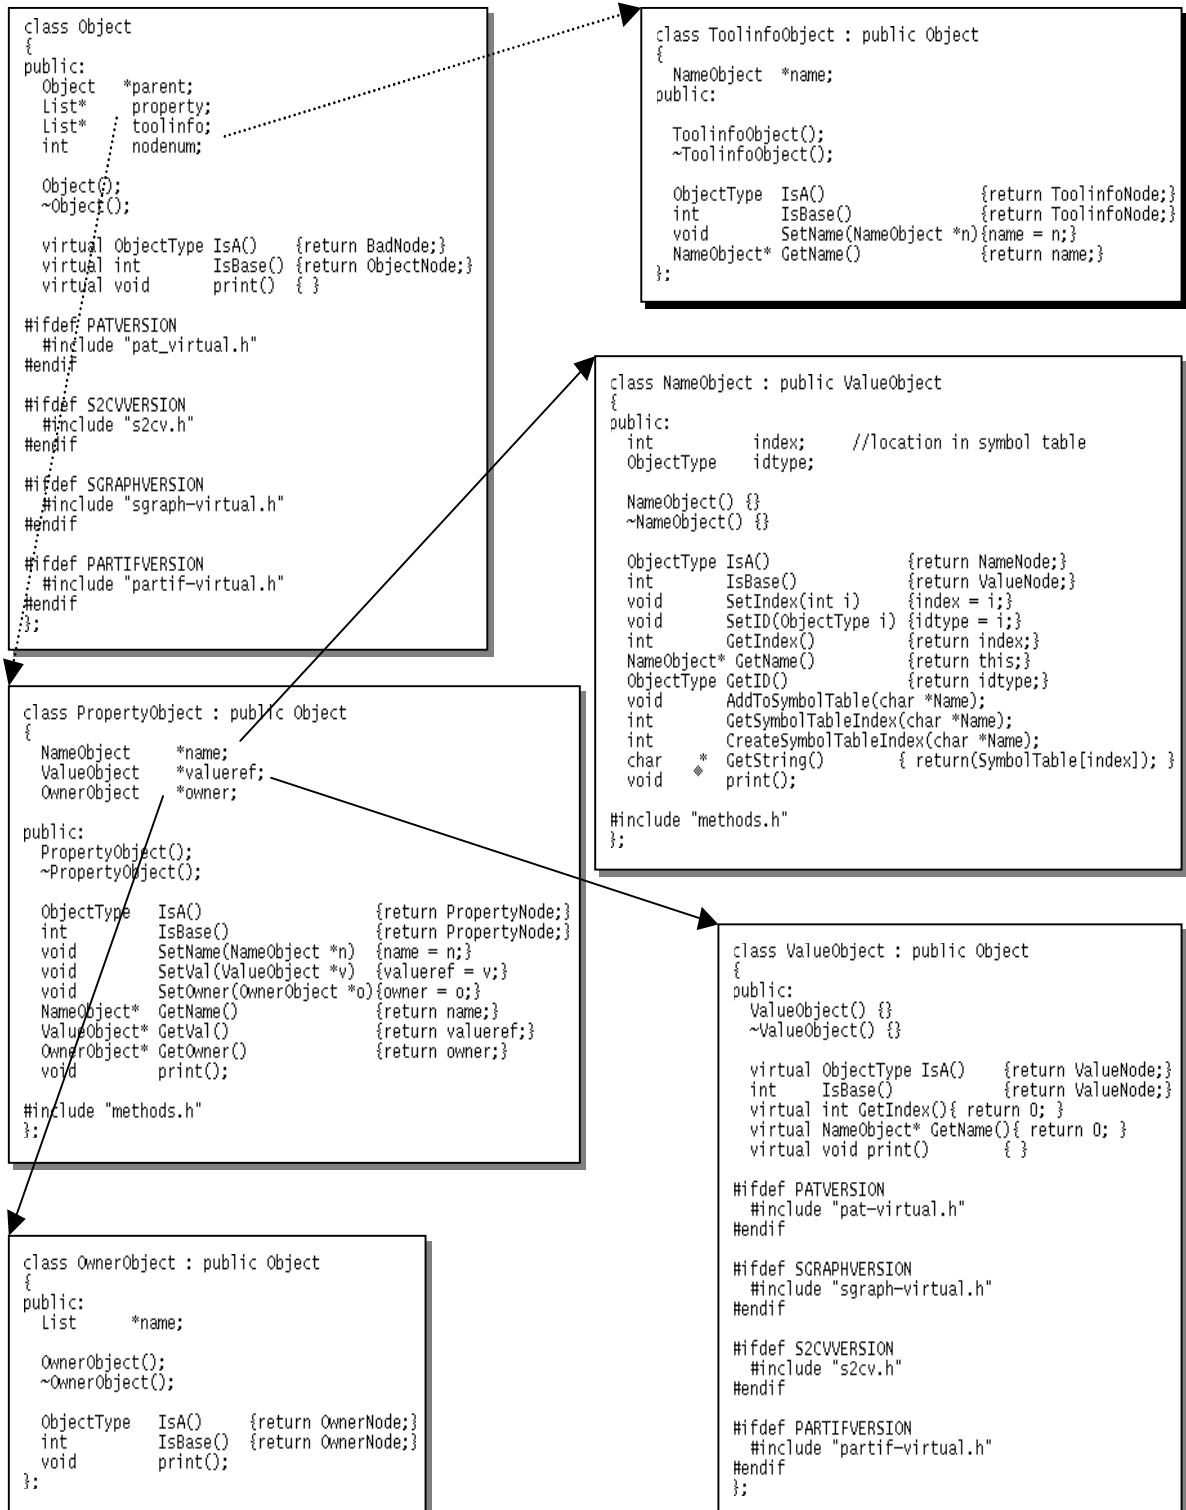 class Object
{
public:
Object *parent;
List* property;
List* toolinfo;
int nodenum;
Object();
~Object();
virtual ObjectType IsA() {return BadNode;}
virtual int IsBase() {return ObjectNode;}
virtual void print() { }
#ifdef PATVERSION
#include "pat_virtual.h"
#endif
#ifdef S2CVVERSION
#include "s2cv.h"
#endif
#ifdef SGRAPHVERSION
#include "sgraph-virtual.h"
#endif
#ifdef PARTIFVERSION
#include "partif-virtual.h"
#endif
};
class ToolinfoObject : public Object
{
NameObject *name;
public:
ToolinfoObject();
~ToolinfoObject();
ObjectType IsA() {return ToolinfoNode;}
int IsBase() {return ToolinfoNode;}
void SetName(NameObject *n){name = n;}
NameObject* GetName() {return name;}
};
class NameObject : public ValueObject
{
public:
int index; //location in symbol table
ObjectType idtype;
NameObject() {}
~NameObject() {}
ObjectType IsA() {return NameNode;}
int IsBase() {return ValueNode;}
void SetIndex(int i) {index = i;}
void SetID(ObjectType i) {idtype = i;}
int GetIndex() {return index;}
NameObject* GetName() {return this;}
ObjectType GetID() {return idtype;}
void AddToSymbolTable(char *Name);
int GetSymbolTableIndex(char *Name);
int CreateSymbolTableIndex(char *Name);
char * GetString() { return(SymbolTable[index]); }
void print();
#include "methods.h"
};
class PropertyObject : public Object
{
NameObject *name;
ValueObject *valueref;
OwnerObject *owner;
public:
PropertyObject();
~PropertyObject();
ObjectType IsA() {return PropertyNode;}
int IsBase() {return PropertyNode;}
void SetName(NameObject *n) {name = n;}
void SetVal(ValueObject *v) {valueref = v;}
void SetOwner(OwnerObject *o){owner = o;}
NameObject* GetName() {return name;}
ValueObject* GetVal() {return valueref;}
OwnerObject* GetOwner() {return owner;}
void print();
#include "methods.h"
};
class ValueObject : public Object
{
public:
ValueObject() {}
~ValueObject() {}
virtual ObjectType IsA() {return ValueNode;}
int IsBase() {return ValueNode;}
virtual int GetIndex(){ return 0; }
virtual NameObject* GetName(){ return 0; }
virtual void print() { }
#ifdef PATVERSION
#include "pat-virtual.h"
#endif
#ifdef SGRAPHVERSION
#include "sgraph-virtual.h"
#endif
#ifdef S2CVVERSION
#include "s2cv.h"
#endif
#ifdef PARTIFVERSION
#include "partif-virtual.h"
#endif
};
class OwnerObject : public Object
{
public:
List *name;
OwnerObject();
~OwnerObject();
ObjectType IsA() {return OwnerNode;}
int IsBase() {return OwnerNode;}
void print();
};